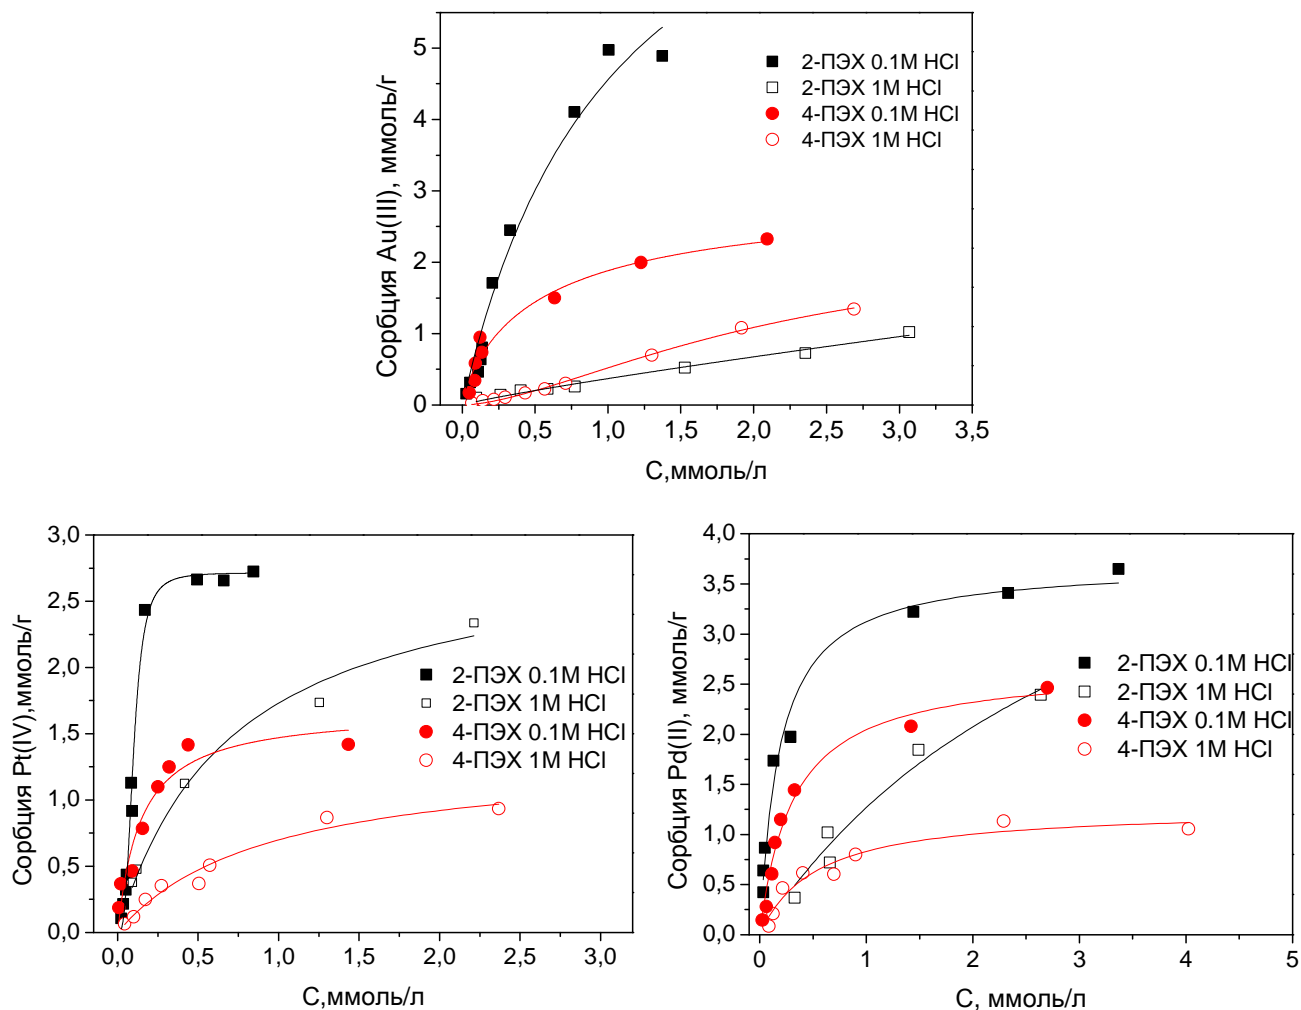 Сорбция Au(III), ммоль/г
5
4
3
2
1
0
2-ПЭХ 0.1М HCl
2-ПЭХ 1М HCl
4-ПЭХ 0.1М HCl
4-ПЭХ 1М HCl
0,0 0,5 1,0 1,5 2,0 2,5 3,0 3,5
С,ммоль/л
Сорбция Pt(IV),ммоль/г
3,0
2,5
2,0
1,5
1,0
0,5
0,0
2-ПЭХ 0.1М HCl
2-ПЭХ 1М HCl
4-ПЭХ 0.1М HCl
4-ПЭХ 1М HCl
0,0 0,5 1,0 1,5 2,0 2,5 3,0
С,ммоль/л
Сорбция Pd(II), ммоль/г
4,0
3,5
3,0
2,5
2,0
1,5
1,0
0,5
0,0
2-ПЭХ 0.1М HCl
2-ПЭХ 1М HCl
4-ПЭХ 0.1М HCl
4-ПЭХ 1М HCl
0 1 2 3 4 5
С, ммоль/л